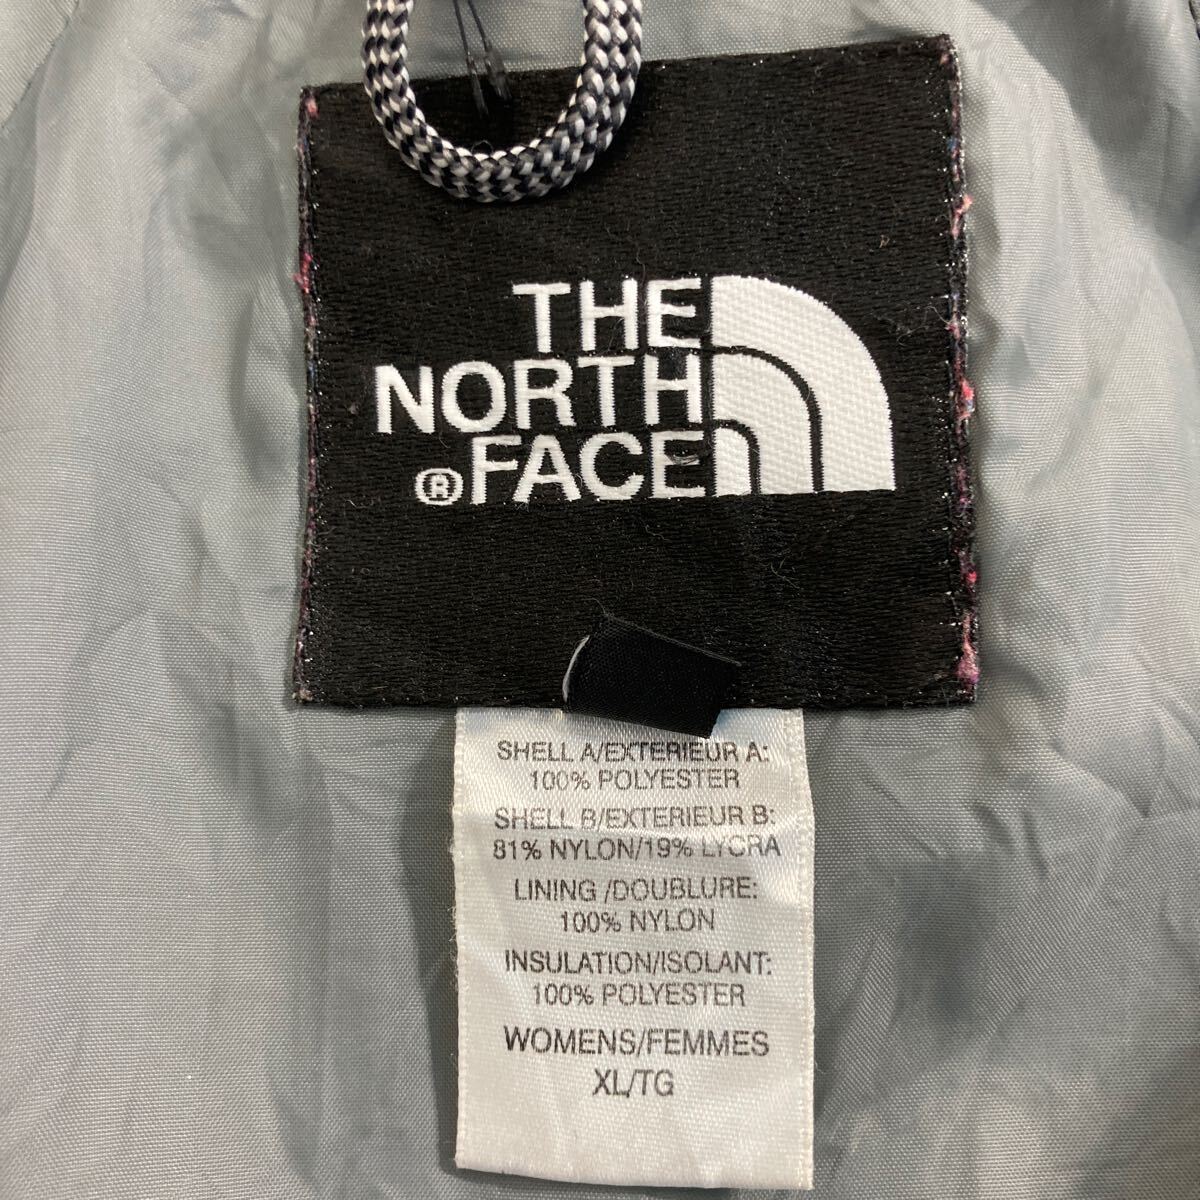 THE
NORTH
® FACE
SHELL A/EXTERIEUR A:
100% POLYESTER
SHELL B/EXTERIEUR B:
81% NYLON/19% LYCRA
LINING /DOUBLURE:
100% NYLON
INSULATION/ISOLANT:
100% POLYESTER
WOMENS/FEMMES
XL/TG